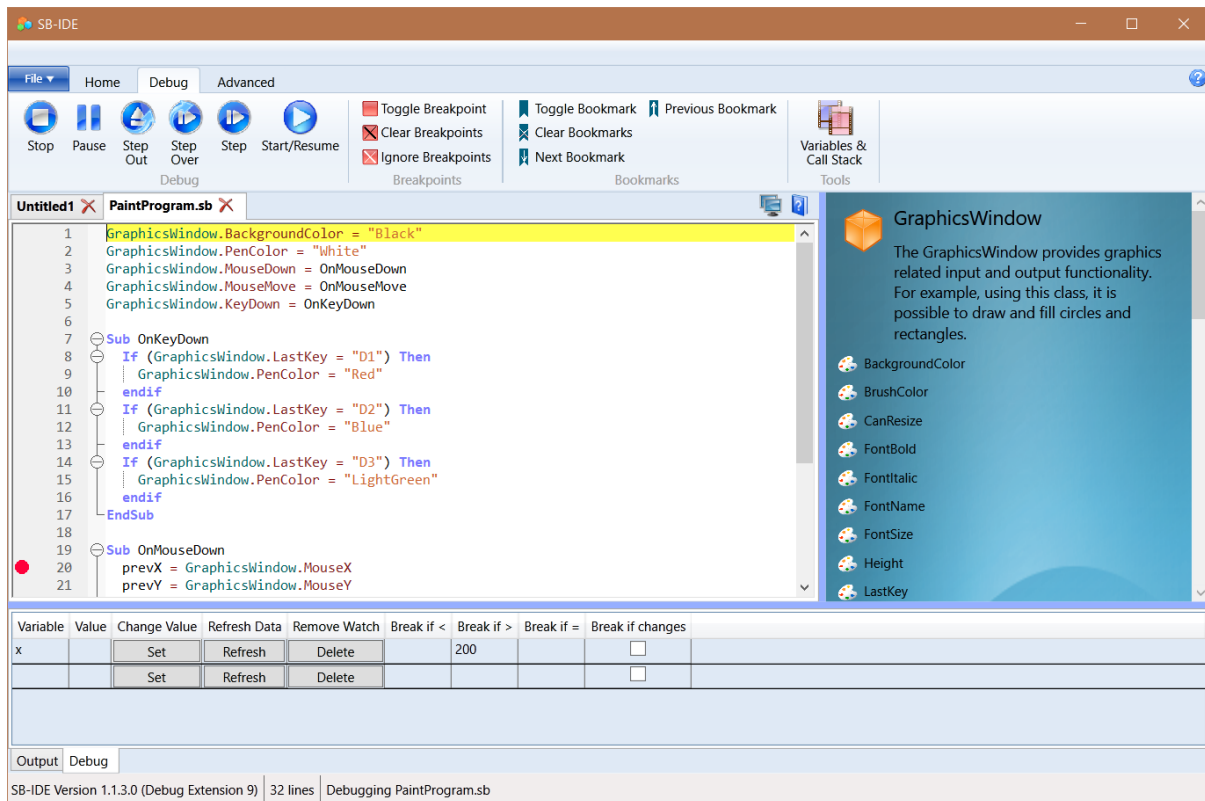 SB-IDE
File Home Debug Advanced
Stop Pause Step Out Step Over Step Start/Resume
Debug
Toggle Breakpoint
Clear Breakpoints
Ignore Breakpoints
Breakpoints
Toggle Bookmark Previous Bookmark
Clear Bookmarks
Next Bookmark
Bookmarks
Variables &
Call Stack
Tools
Untitled1 PaintProgram.sb
1 GraphicsWindow.BackgroundColor = "Black"
2 GraphicsWindow.PenColor = "White"
3 GraphicsWindow.MouseDown = OnMouseDown
4 GraphicsWindow.MouseMove = OnMouseMove
5 GraphicsWindow.KeyDown = OnKeyDown
6
7 Sub OnKeyDown
8 If (GraphicsWindow.LastKey = "D1") Then
9 GraphicsWindow.PenColor = "Red"
10 endif
11 If (GraphicsWindow.LastKey = "D2") Then
12 GraphicsWindow.PenColor = "Blue"
13 endif
14 If (GraphicsWindow.LastKey = "D3") Then
15 GraphicsWindow.PenColor = "LightGreen"
16 endif
17 EndSub
18
19 Sub OnMouseDown
20 prevX = GraphicsWindow.MouseX
21 prevY = GraphicsWindow.MouseY
GraphicsWindow
The GraphicsWindow provides graphics
related input and output functionality.
For example, using this class, it is
possible to draw and fill circles and
rectangles.
BackgroundColor
BrushColor
CanResize
FontBold
FontItalic
FontName
FontSize
Height
LastKey
Variable Value Change Value Refresh Data Remove Watch Break if < Break if > Break if = Break if changes
x Set Refresh Delete 200
Set Refresh Delete
Output Debug
SB-IDE Version 1.1.3.0 (Debug Extension 9) 32 lines Debugging PaintProgram.sb